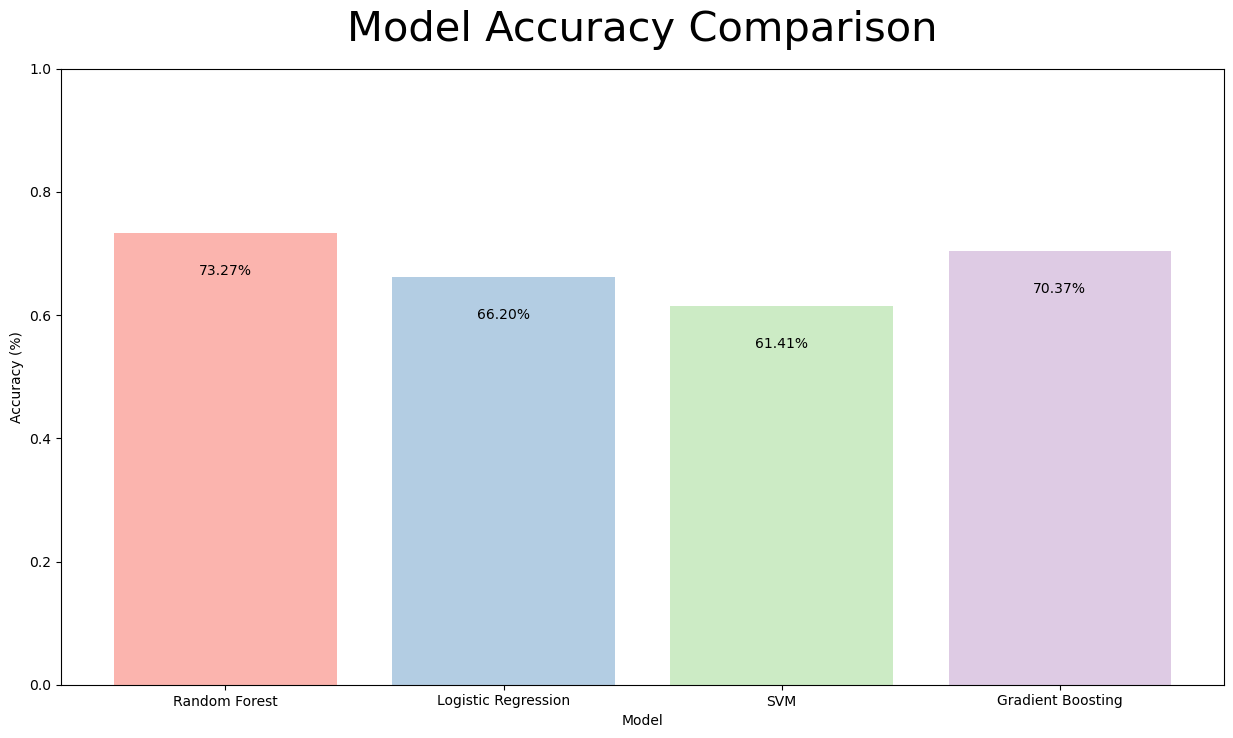 Model Accuracy Comparison
1.0
0.8
0.6
0.4
0.2
0.0
Accuracy (%)
73.27%
66.20%
61.41%
70.37%
Random Forest
Logistic Regression
SVM
Gradient Boosting
Model